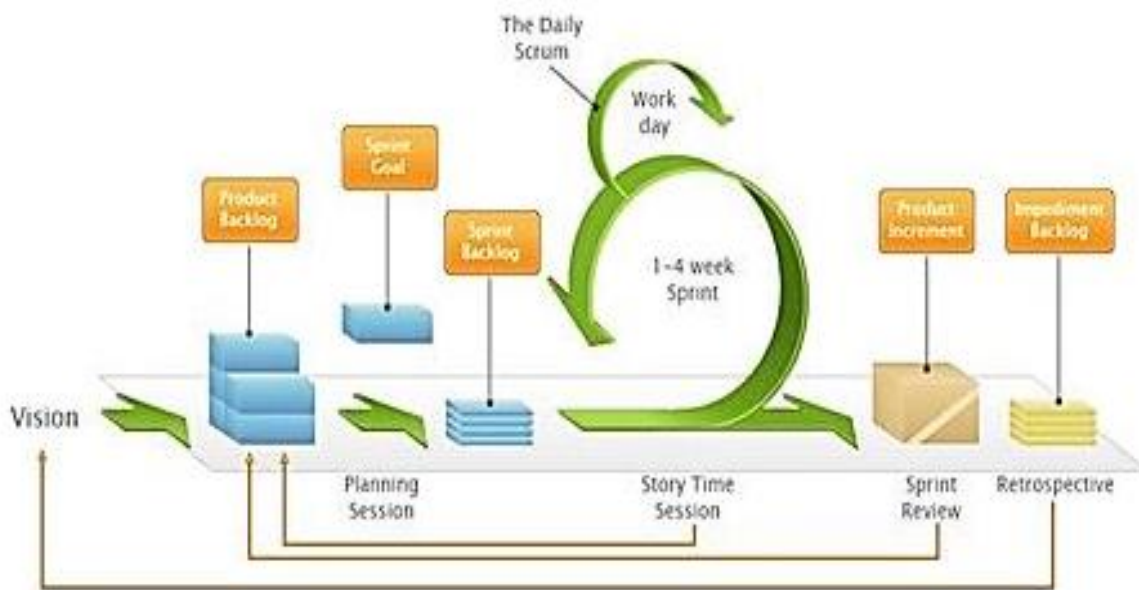 The Daily
Scrum
Work
day
Sprint
Goal
Product
Backlog
Sprint
Backlog
Product
Increment
Impediment
Backlog
1-4 week
Sprint
Vision
Planning
Session
Story Time
Session
Sprint
Review
Retrospective